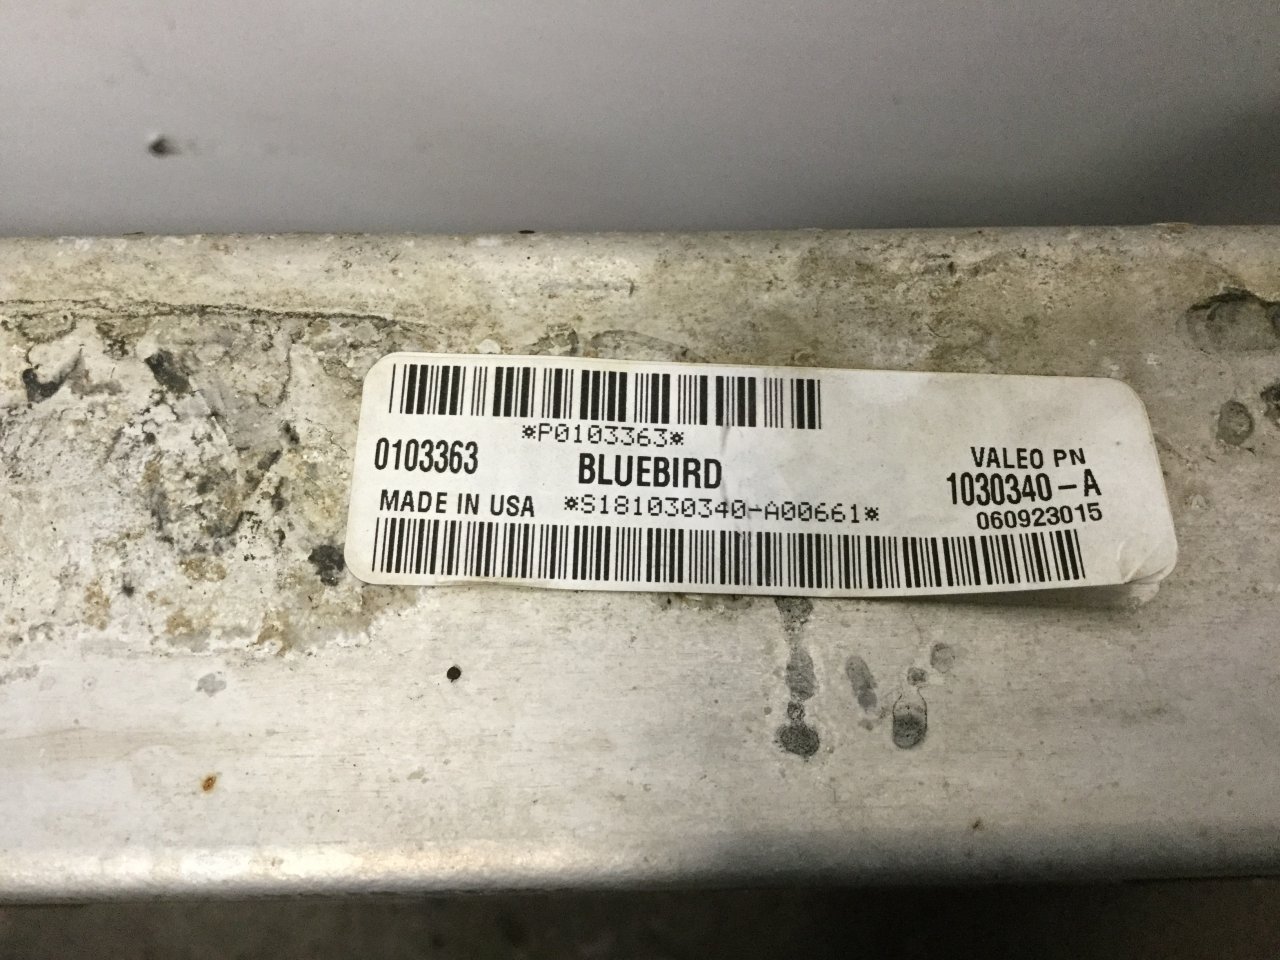 *P0103363*
0103363
BLUEBIRD
VALEO PN
1030340-A
MADE IN USA
*S181030340-A00661*
060923015